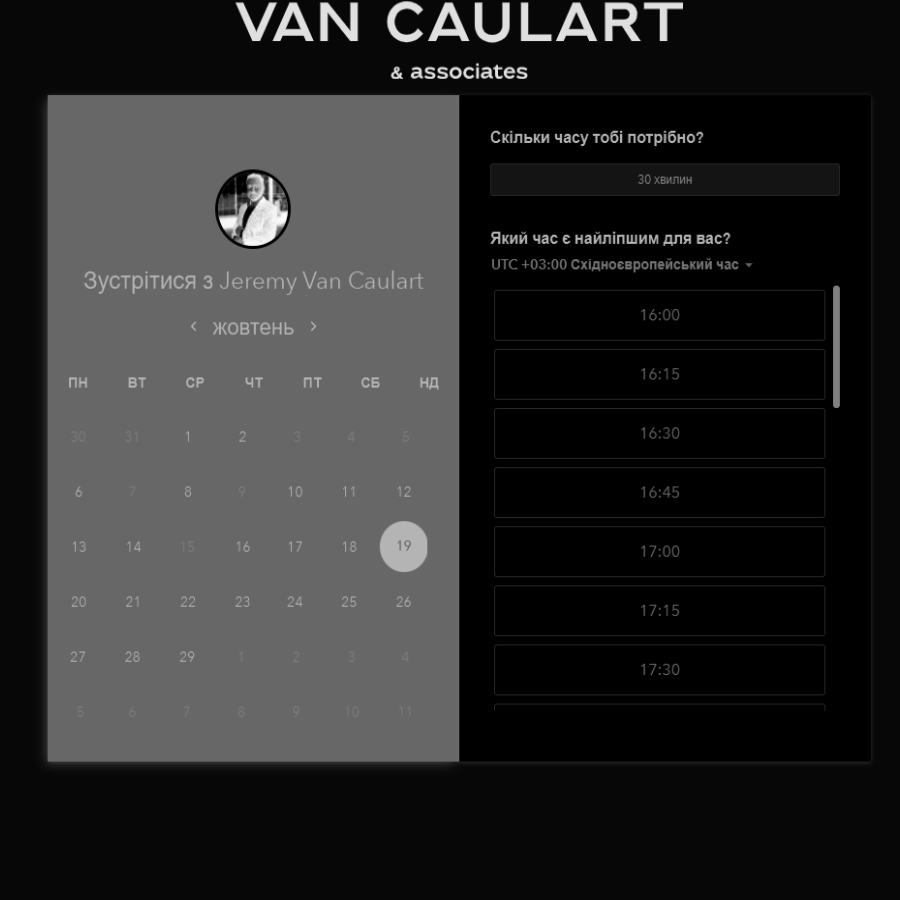 VAN CAULART
& associates
Зустрітися з Jeremy Van Caulart
жовтень
ПН ВТ СР ЧТ ПТ СБ НД
30 31 1 2 3 4 5
6 7 8 9 10 11 12
13 14 15 16 17 18 19
20 21 22 23 24 25 26
27 28 29 1 2 3 4
5 6 7 8 9 10 11
Скільки часу тобі потрібно?
30 хвилин
Який час є найліпшим для вас?
UTC +03:00 Східноєвропейський час
16:00
16:15
16:30
16:45
17:00
17:15
17:30